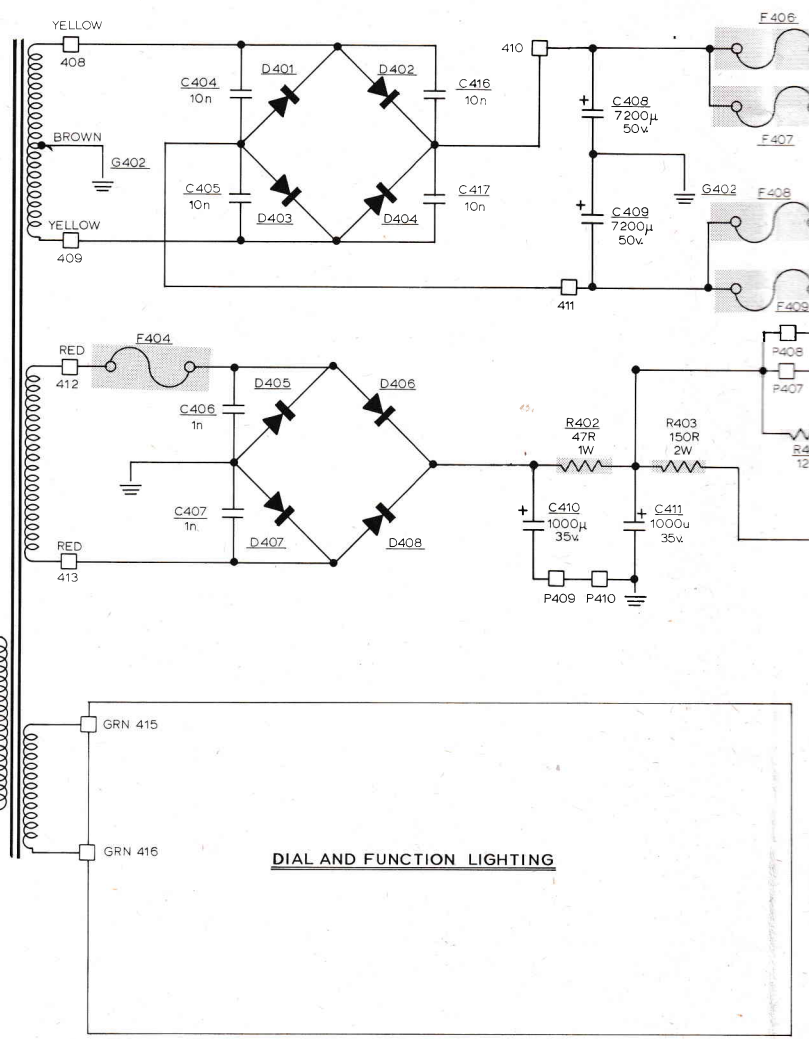 YELLOW
408
C404
10n
D401
D402
C416
10n
410
C408
7200µ
50v.
F406
F407
BROWN
G402
C405
10n
D403
D404
C417
10n
G402
C409
7200µ
50v.
F408
F409
YELLOW
409
411
RED
412
F404
C406
1n
D405
D406
R402
47R
1W
R403
150R
2W
P408
P407
R4
12
C407
1n.
D407
D408
C410
1000µ
35v.
C411
1000u
35v.
P409
P410
RED
413
GRN 415
GRN 416
DIAL AND FUNCTION LIGHTING